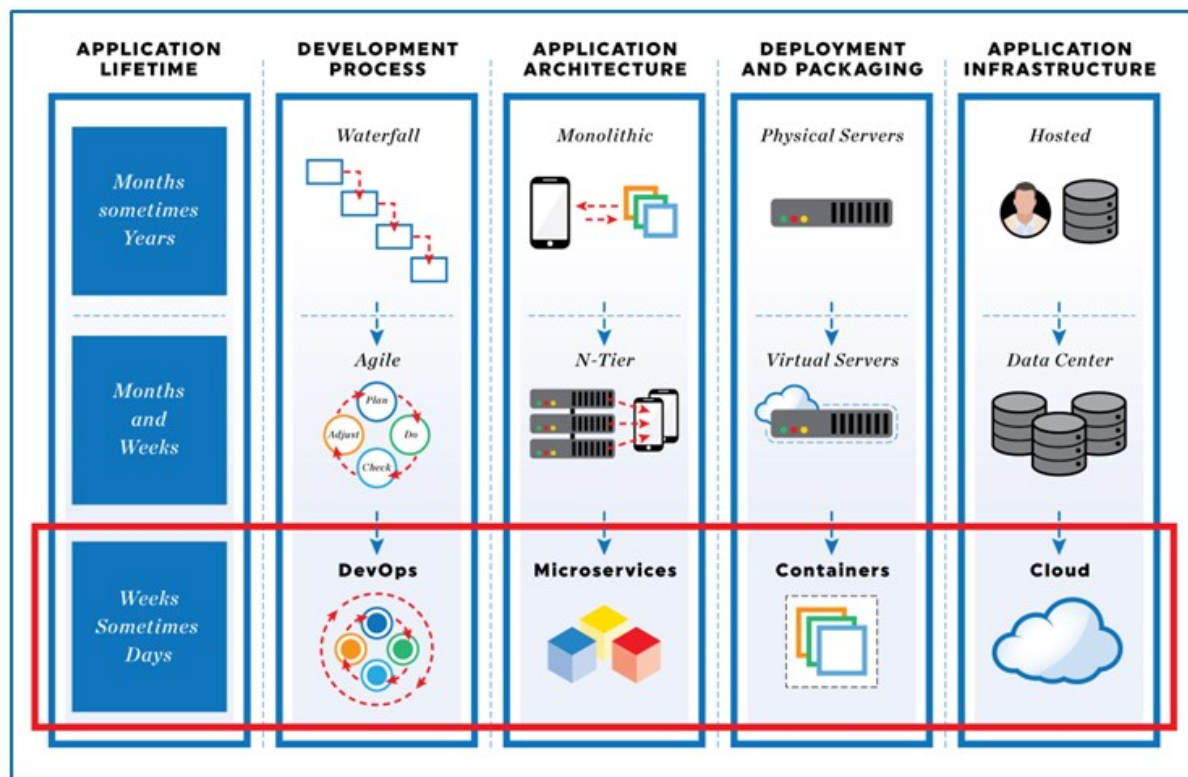 APPLICATION
LIFETIME
DEVELOPMENT
PROCESS
APPLICATION
ARCHITECTURE
DEPLOYMENT
AND PACKAGING
APPLICATION
INFRASTRUCTURE
Months
sometimes
Years
Waterfall
Monolithic
Physical Servers
Hosted
Months
and
Weeks
Agile
Plan
Adjust
Do
Check
N-Tier
Virtual Servers
Data Center
Weeks
Sometimes
Days
DevOps
Microservices
Containers
Cloud